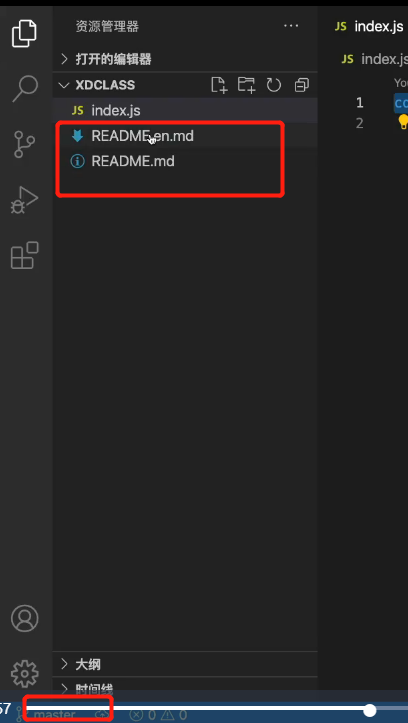 资源管理器 ···
打开的编辑器
XDCLASS
JS index.js
README.en.md
README.md
大纲
时间线
57 master 0 0
JS index.js
JS index.js
You
1 co
2